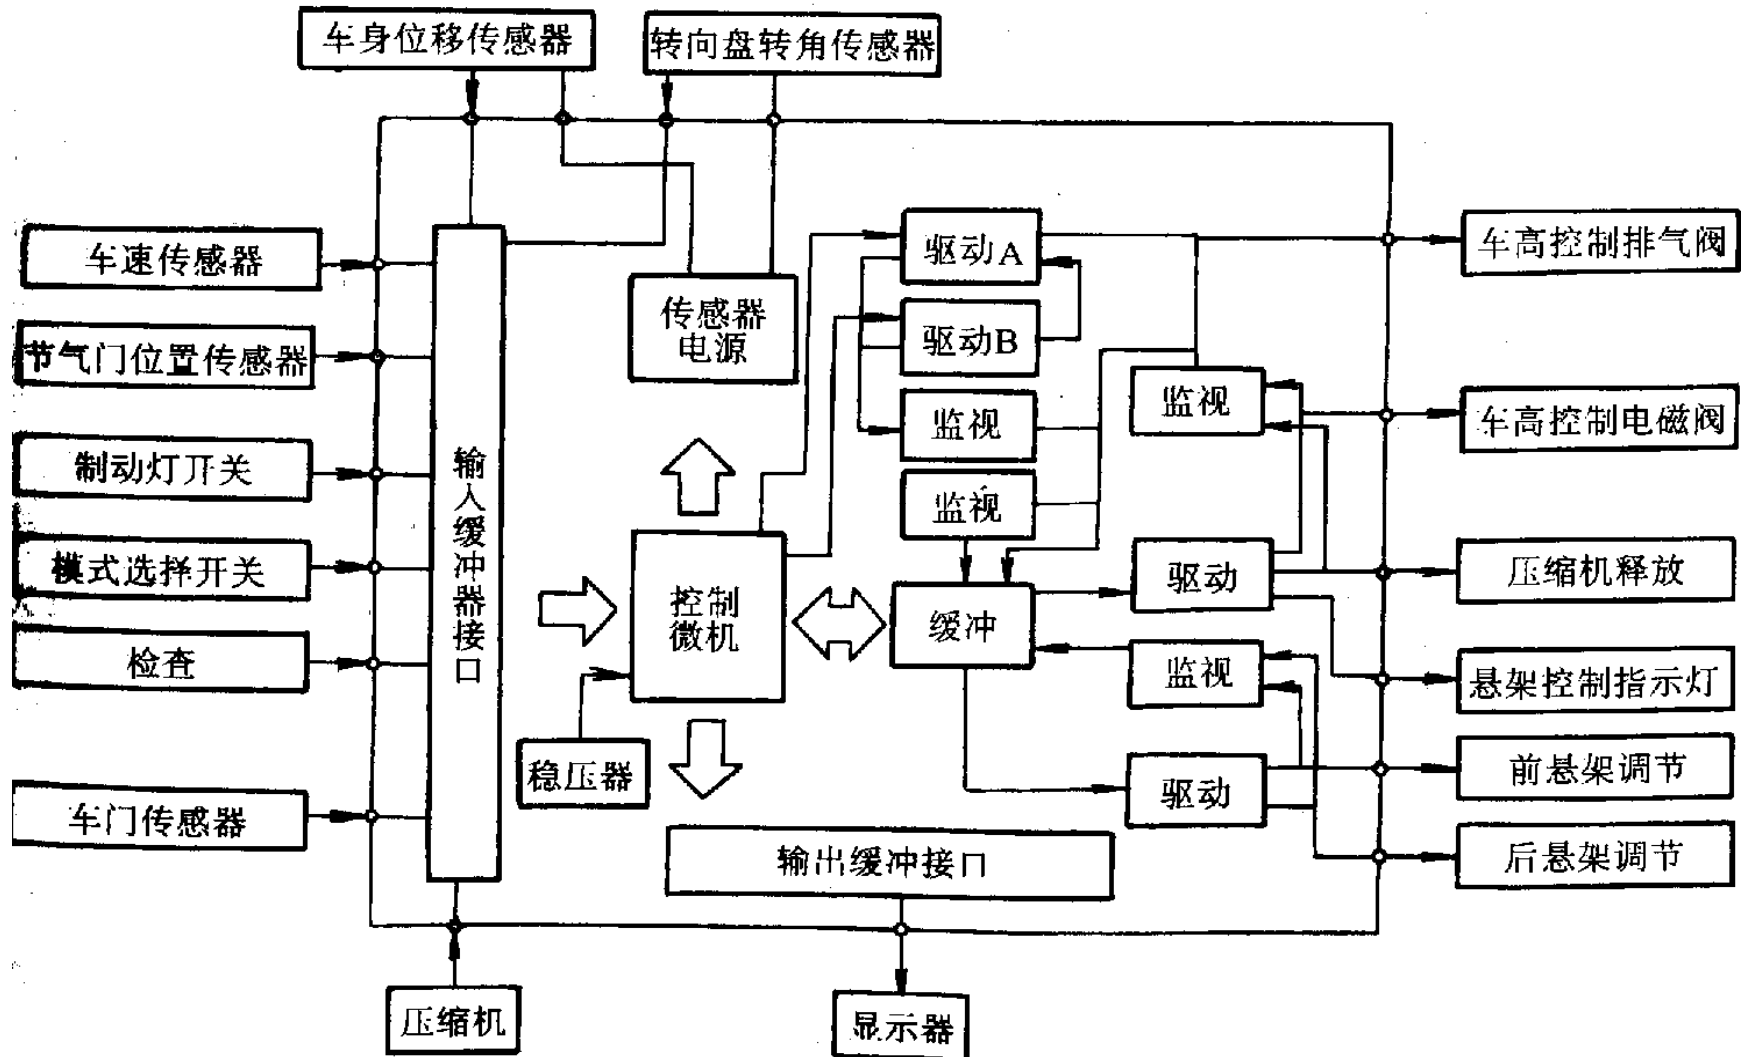 车身位移传感器
转向盘转角传感器
车速传感器
节气门位置传感器
制动灯开关
模式选择开关
检查
车门传感器
输入缓冲器接口
压缩机
传感器
电源
控制
微机
稳压器
驱动A
驱动B
监视
监视
缓冲
监视
驱动
监视
驱动
输出缓冲接口
显示器
车高控制排气阀
车高控制电磁阀
压缩机释放
悬架控制指示灯
前悬架调节
后悬架调节